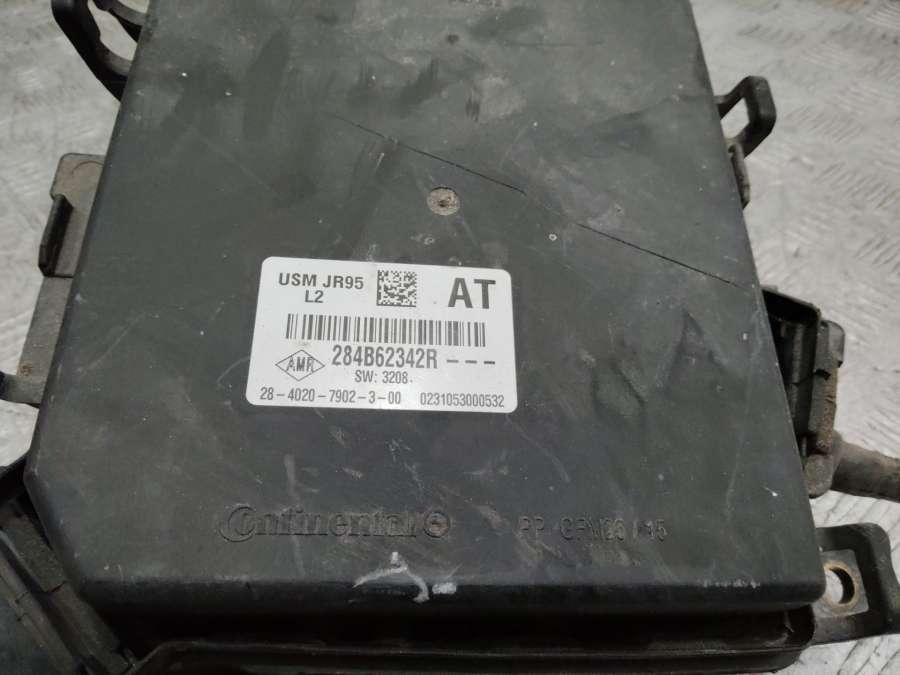 USM JR95
L2
AT
AMR
284B62342R - - -
SW: 3208
28-4020-7902-3-00 0231053000532
Continental